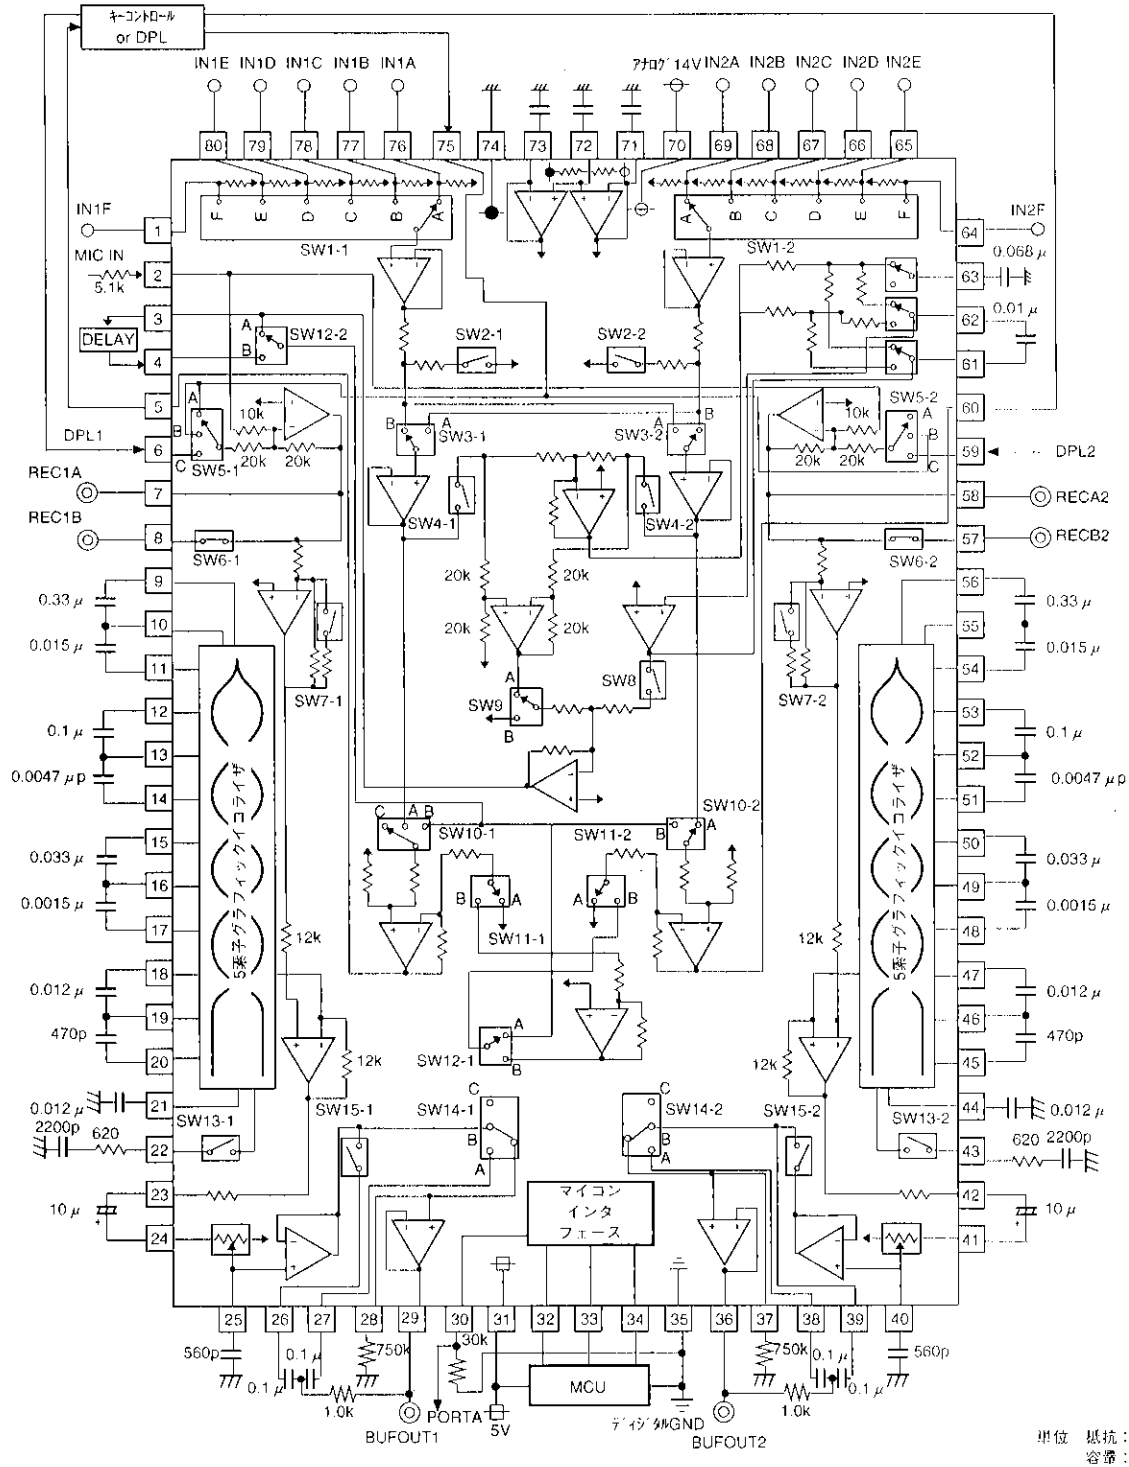 キーコントロール
or DPL
IN1E IN1D IN1C IN1B IN1A
アナログ14V IN2A IN2B IN2C IN2D IN2E
80 79 78 77 76 75 74 73 72 71 70 69 68 67 66 65
F E D C B A
A B C D E F
IN1F
1
SW1-1
SW1-2
64
IN2F
MIC IN
5.1k
2
63
0.068 μ
3
DELAY
4
A
B
SW12-2
SW2-1
SW2-2
62
61
0.01 μ
5
60
DPL1
6
A
B
C
SW5-1
10k
20k
20k
B A
SW3-1
A B
SW3-2
10k
20k
20k
SW5-2
A
B
C
59
DPL2
REC1A
7
58
RECA2
REC1B
8
SW6-1
SW4-1
SW4-2
SW6-2
57
RECB2
9
0.33 μ
10
0.015 μ
11
20k
20k
20k
20k
56
0.33 μ
55
0.015 μ
54
SW7-1
A
SW9
B
SW8
SW7-2
12
0.1 μ
13
0.0047 μp
14
53
0.1 μ
52
0.0047 μp
51
5素子グラフィックイコライザ
5素子グラフィックイコライザ
C A B
SW10-1
SW11-2
SW10-2
B A
15
0.033 μ
16
0.0015 μ
17
50
0.033 μ
49
0.0015 μ
48
B A
SW11-1
A B
12k
12k
18
0.012 μ
19
470p
20
47
0.012 μ
46
470p
45
SW12-1
A
B
12k
12k
21
0.012 μ
44
0.012 μ
2200p
620
22
SW13-1
SW15-1
SW14-1
C
B
A
SW14-2
C
B
A
SW15-2
SW13-2
43
620
2200p
23
10 μ
24
42
10 μ
41
マイコン
インタ
フェース
25 26 27 28 29 30 31 32 33 34 35 36 37 38 39 40
560p
0.1 μ
0.1 μ
750k
1.0k
30k
PORTA
5V
MCU
ディジタルGND
750k
0.1 μ
0.1 μ
1.0k
560p
BUFOUT1
BUFOUT2
単位 抵抗：
容量：